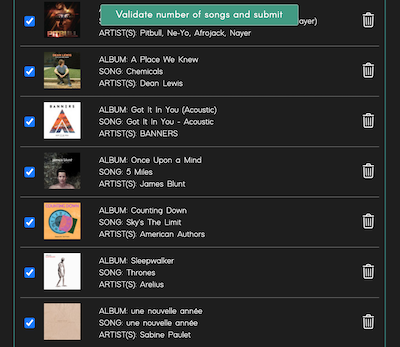 Validate number of songs and submit
ayer)
PITBULL
ARTIST(S): Pitbull, Ne-Yo, Afrojack, Nayer
ALBUM: A Place We Knew
SONG: Chemicals
ARTIST(S): Dean Lewis
BANNERS
ALBUM: Got It In You (Acoustic)
SONG: Got It In You - Acoustic
ARTIST(S): BANNERS
ALBUM: Once Upon a Mind
SONG: 5 Miles
ARTIST(S): James Blunt
COUNTING DOWN
ALBUM: Counting Down
SONG: Sky's The Limit
ARTIST(S): American Authors
ALBUM: Sleepwalker
SONG: Thrones
ARTIST(S): Arelius
ALBUM: une nouvelle année
SONG: une nouvelle année
ARTIST(S): Sabine Paulet